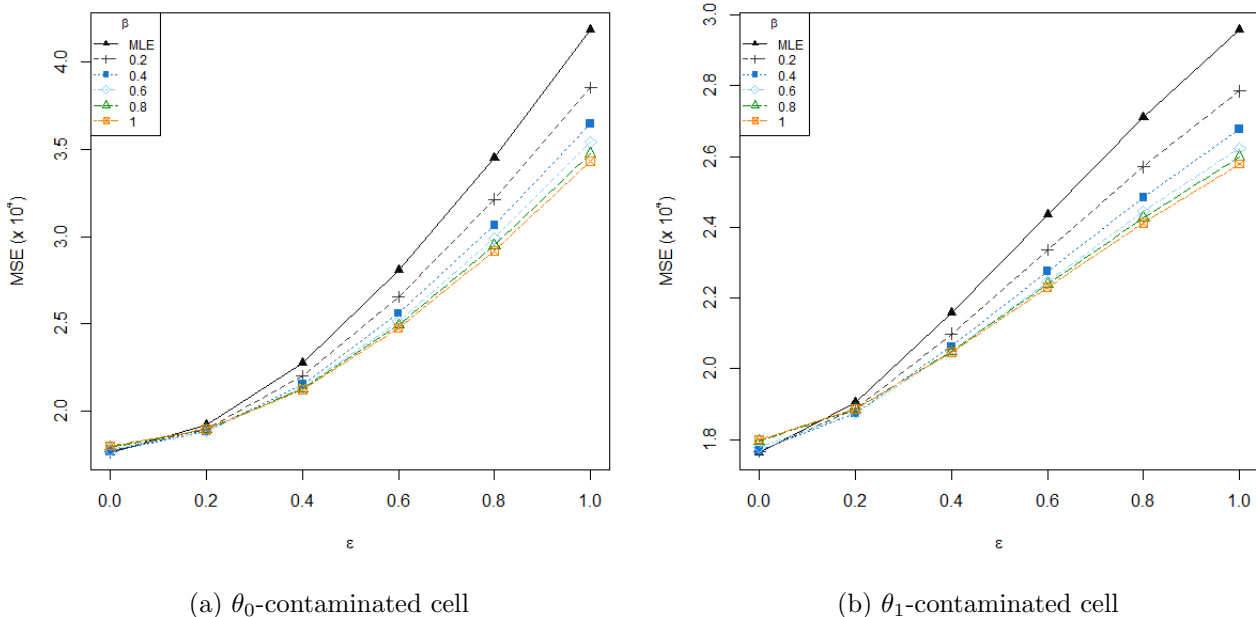 β
MLE
0.2
0.4
0.6
0.8
1
MSE (x 10⁴)
2.0
2.5
3.0
3.5
4.0
0.0 0.2 0.4 0.6 0.8 1.0
ε
(a) θ₀-contaminated cell
β
MLE
0.2
0.4
0.6
0.8
1
MSE (x 10⁴)
1.8
2.0
2.2
2.4
2.6
2.8
3.0
0.0 0.2 0.4 0.6 0.8 1.0
ε
(b) θ₁-contaminated cell